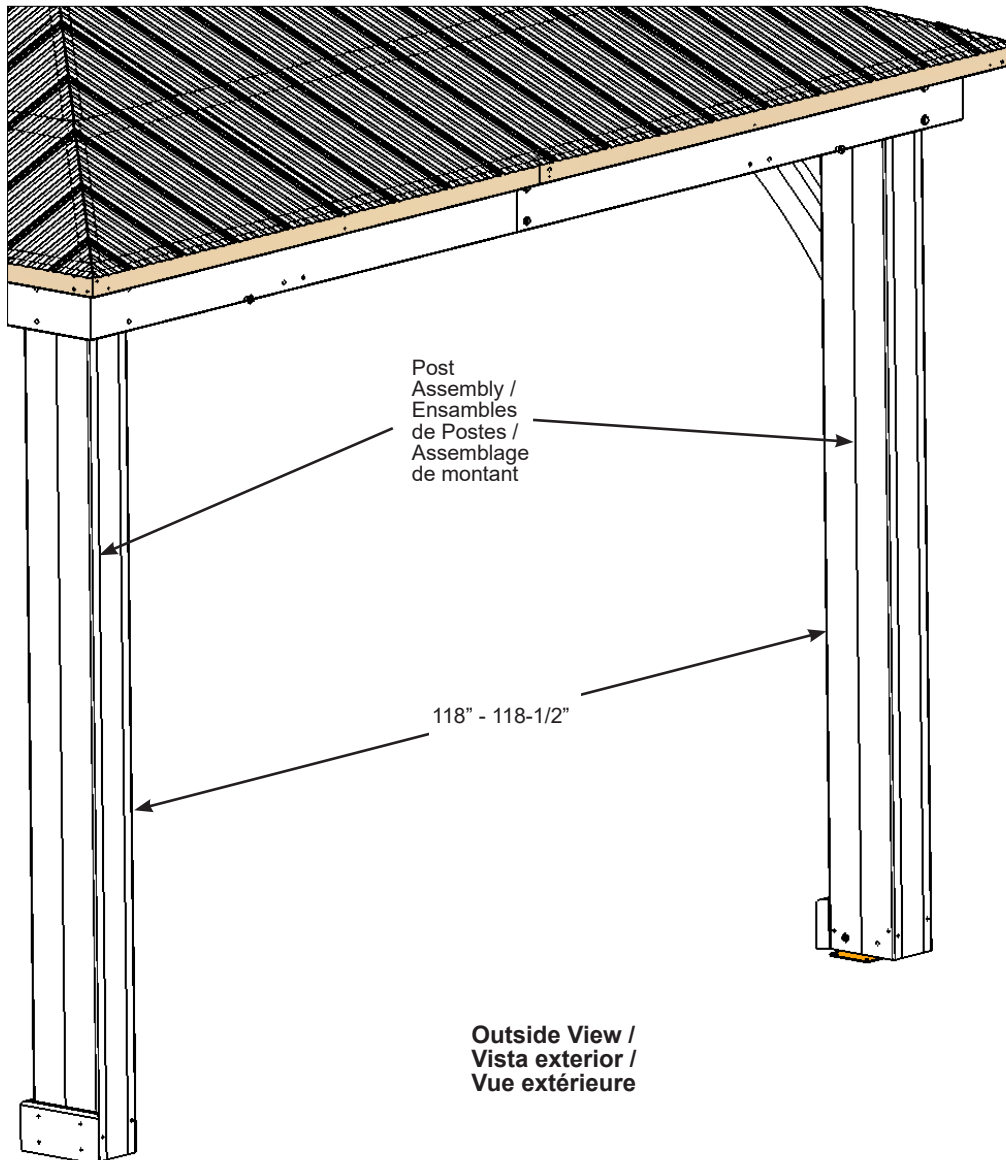 Post
Assembly /
Ensambles
de Postes /
Assemblage
de montant
118” - 118-1/2”
Outside View /
Vista exterior /
Vue extérieure